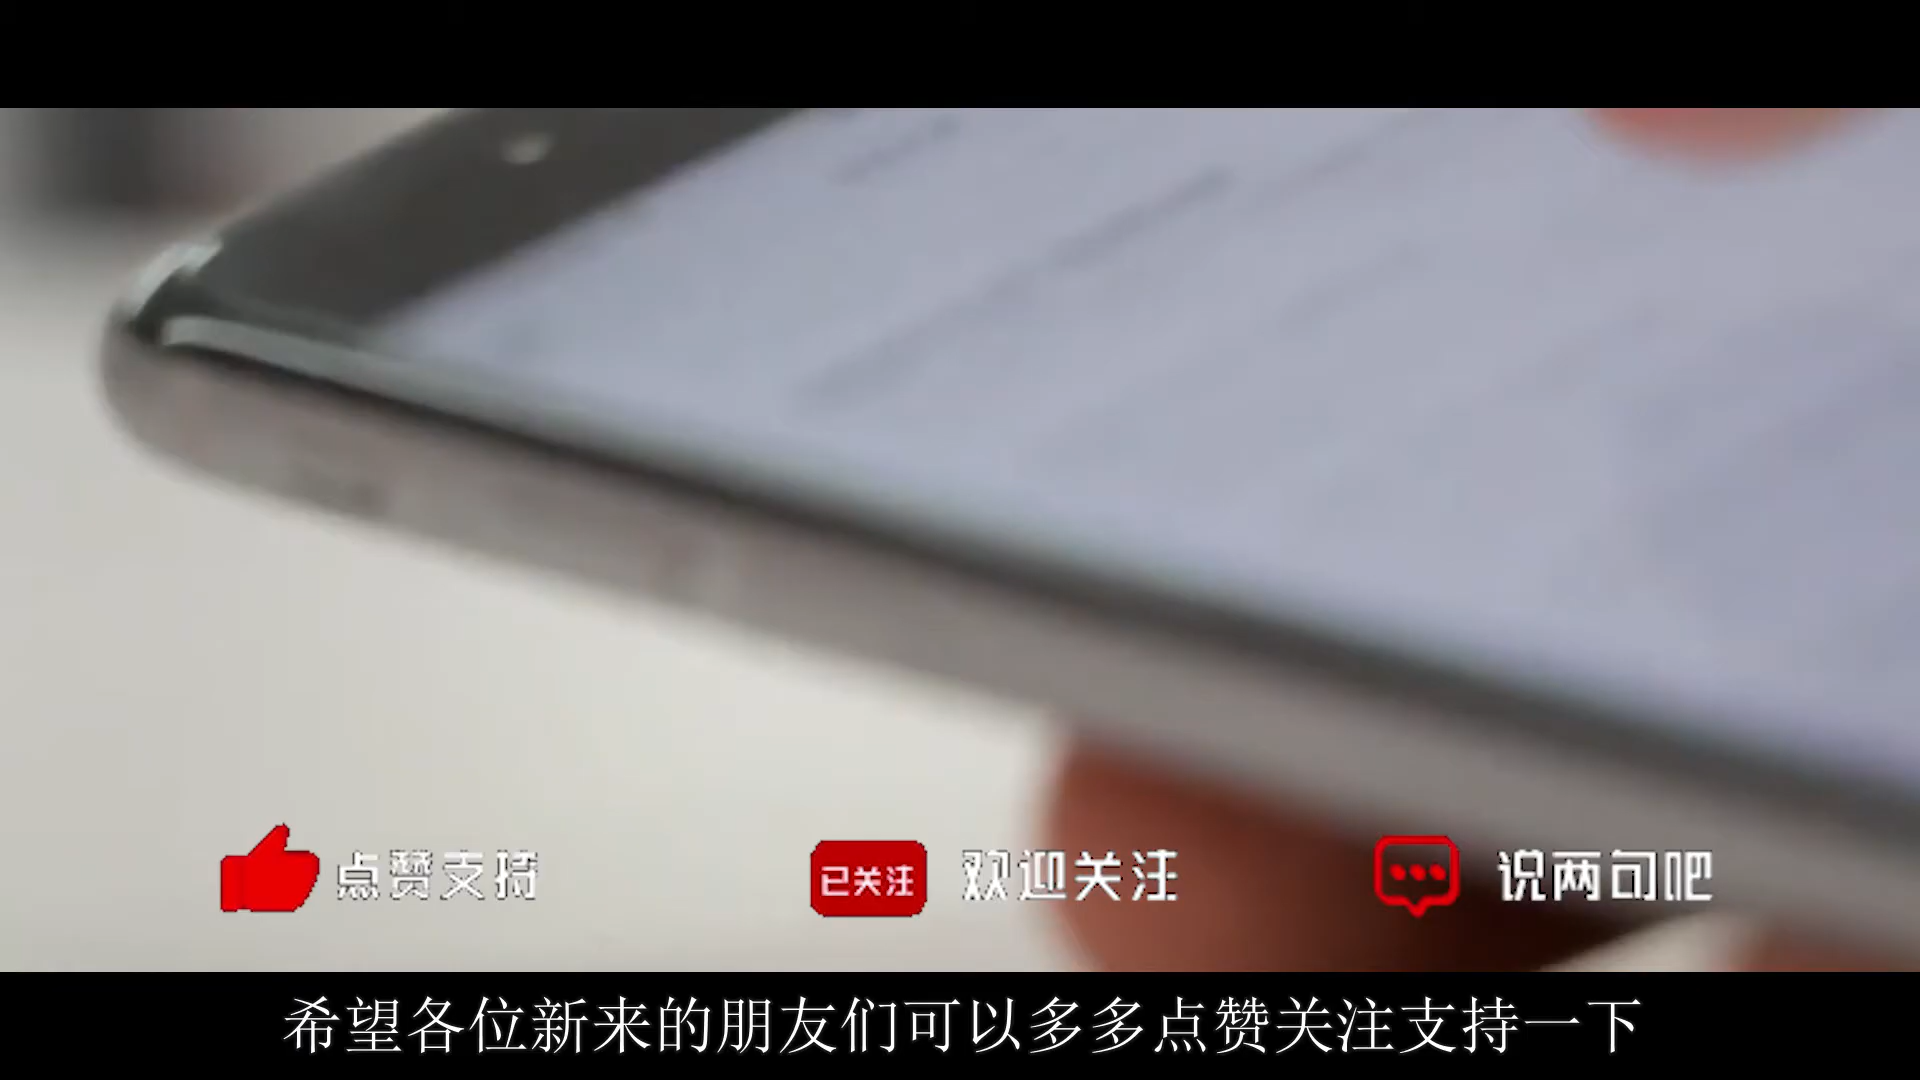 点赞支持
已关注
欢迎关注
说两句吧
希望各位新来的朋友们可以多多点赞关注支持一下